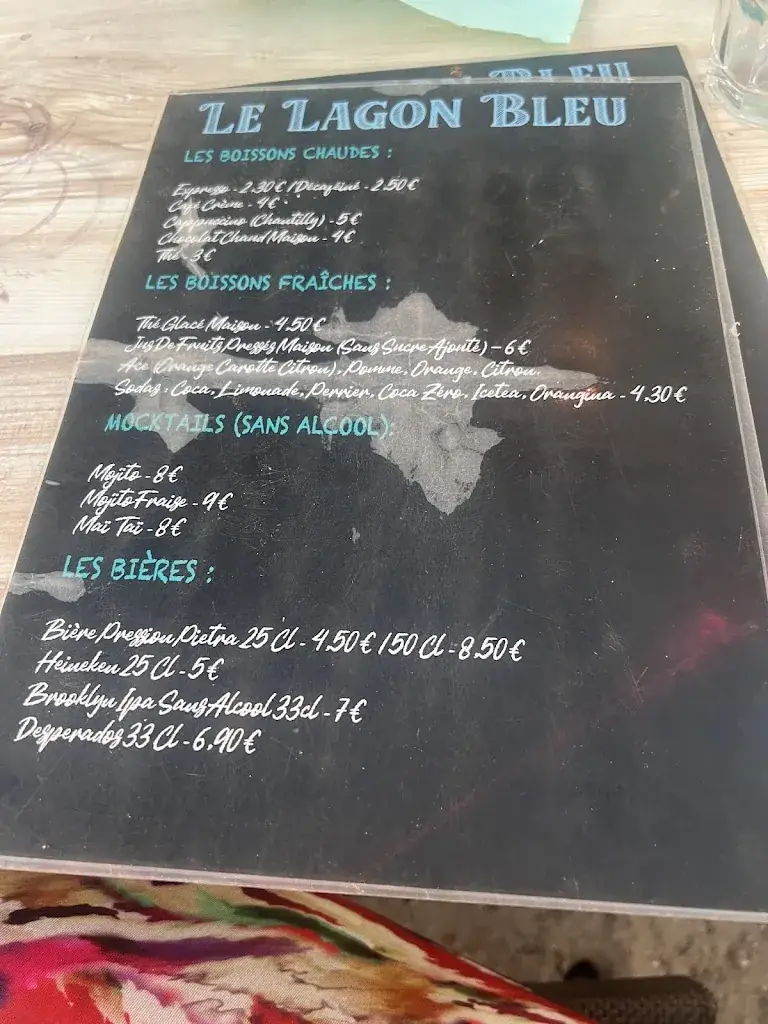 BLEU
LE LAGON BLEU
LES BOISSONS CHAUDES :
Expresso - 2.30€ / Décaféiné - 2.50€
Café Crème - 4€
Cappuccino (Chantilly) - 5€
Chocolat Chaud Maison - 4€
Thé - 3€
LES BOISSONS FRAÎCHES :
Thé Glacé Maison - 4.50€
Jus De Fruits Pressés Maison (Sans Sucre Ajouté) - 6€
Ace (Orange Carotte Citron), Pomme, Orange, Citron.
Sodas : Coca, Limonade, Perrier, Coca Zéro, Icetea, Orangina - 4.30€
MOCKTAILS (SANS ALCOOL):
Mojito - 8€
Mojito Fraise - 9€
Maï Taï - 8€
LES BIÈRES :
Bière Pression, Pietra 25 Cl - 4.50€ / 50 Cl - 8.50€
Heineken 25 Cl - 5€
Brooklyn Ipa Sans Alcool 33cl - 7€
Desperados 33 Cl - 6.90€